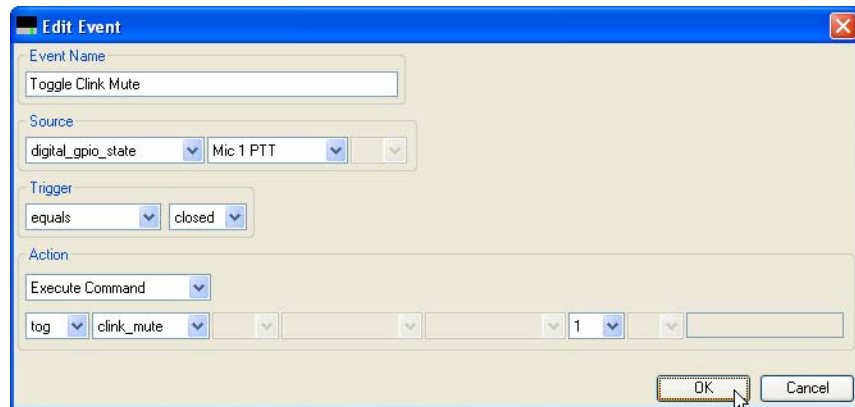 Edit Event
Event Name
Toggle Clink Mute
Source
digital_gpio_state Mic 1 PTT
Trigger
equals closed
Action
Execute Command
tog clink_mute 1
OK Cancel